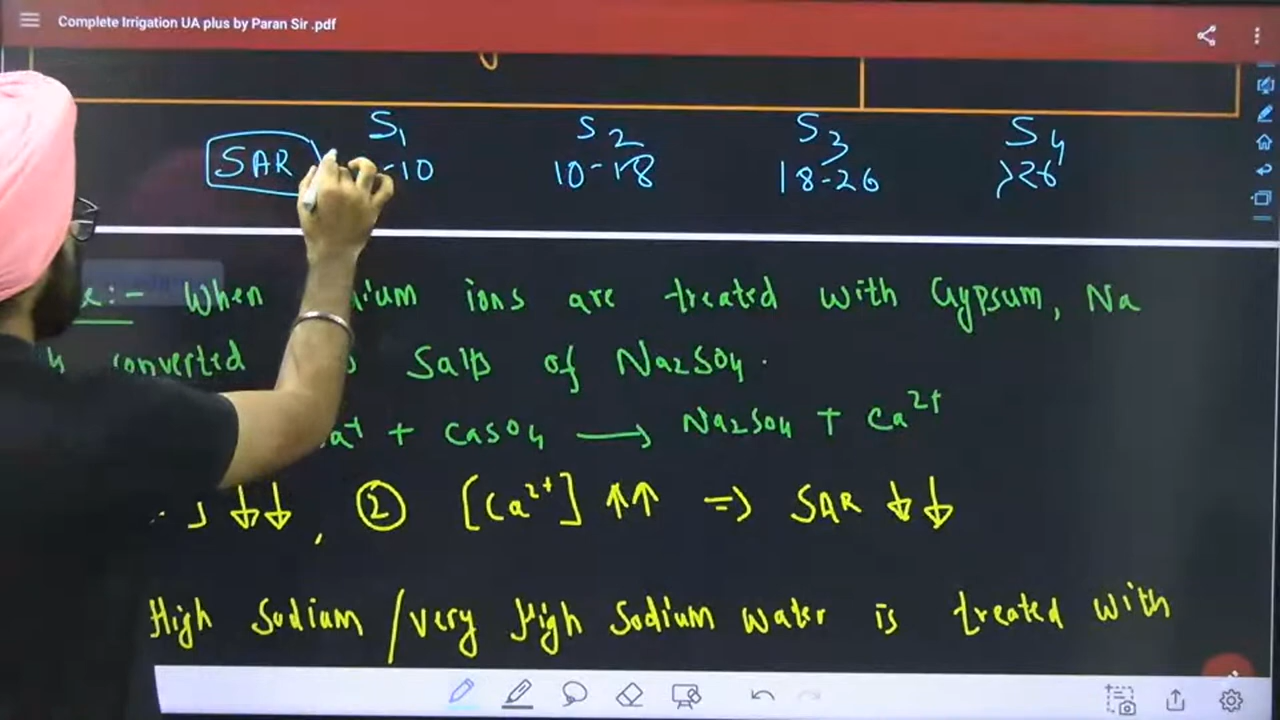 Complete Irrigation UA plus by Paran Sir .pdf
S1 S2 S3 S4
SAR -10 10-18 18-26 >26
:- When ions are treated with Gypsum, Na
converted Salts of Na2SO4.
+ CaSO4 → Na2SO4 + Ca2+
↓↓, ② [Ca2+] ↑↑ => SAR ↓↓
High Sodium / very High Sodium water is treated with